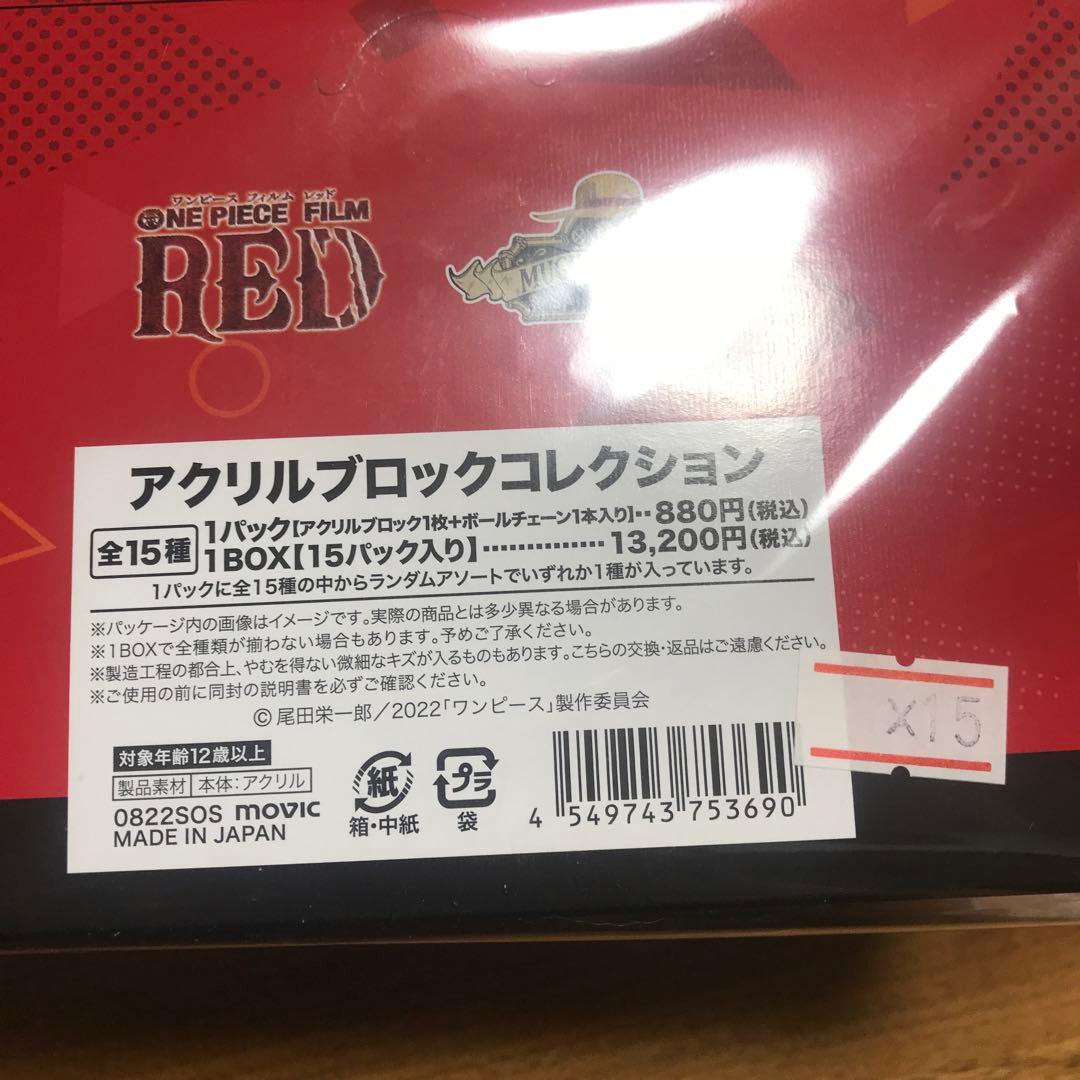 ワンピース フィルム レッド
ONE PIECE FILM
RED
アクリルブロックコレクション
全15種
1パック【アクリルブロック1枚+ボールチェーン1本入り】‥880円(税込)
1BOX【15パック入り】……………13,200円(税込)
1パックに全15種の中からランダムアソートでいずれか1種が入っています。
※パッケージ内の画像はイメージです。実際の商品とは多少異なる場合があります。
※1BOXで全種類が揃わない場合もあります。予めご了承ください。
※製造工程の都合上、やむを得ない微細なキズが入るものもあります。こちらの交換・返品はご遠慮ください。
※ご使用の前に同封の説明書を必ずご確認ください。
© 尾田栄一郎/2022「ワンピース」製作委員会
×15
対象年齢12歳以上
製品素材 本体:アクリル
0822SOS movic
MADE IN JAPAN
紙
箱・中紙
プラ
袋
4 549743 753690